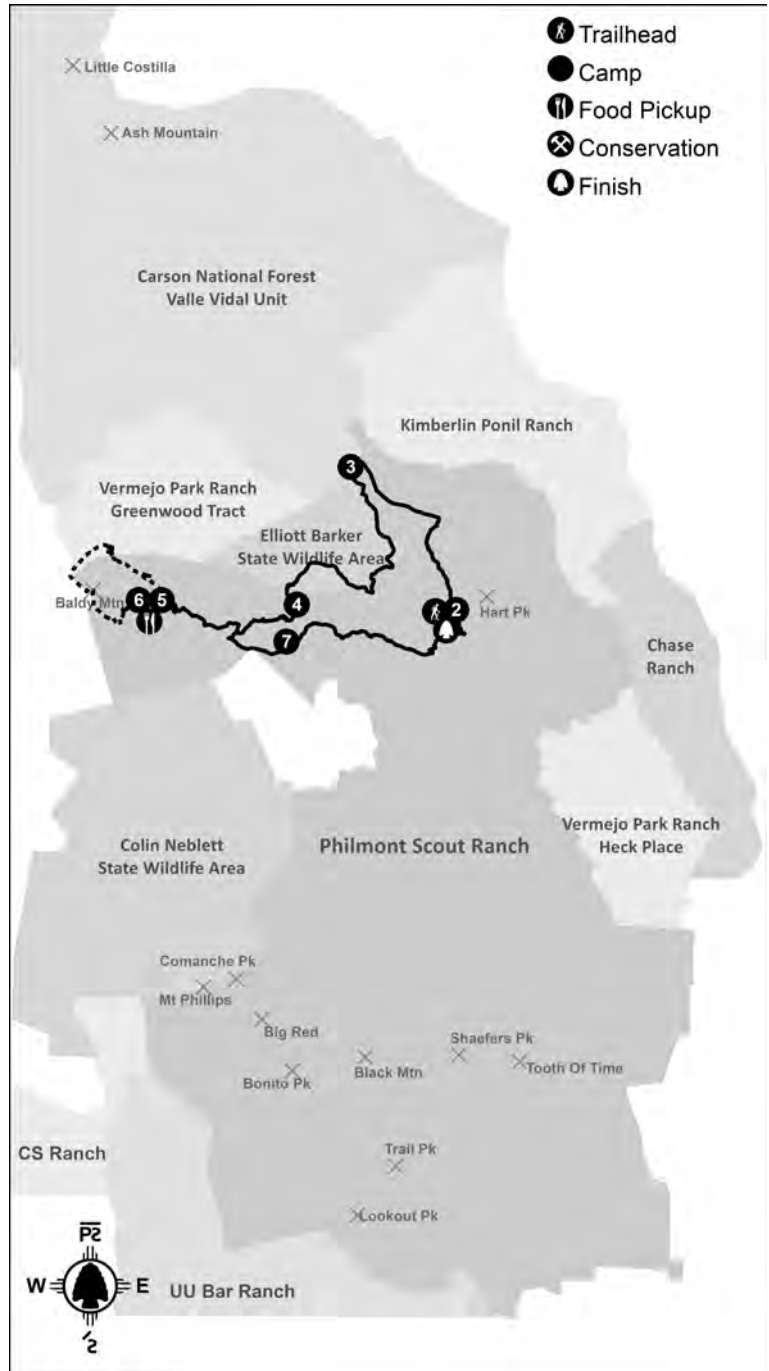 Trailhead
Camp
Food Pickup
Conservation
Finish
Little Costilla
Ash Mountain
Carson National Forest
Valle Vidal Unit
Kimberlin Ponil Ranch
3
Vermejo Park Ranch
Greenwood Tract
Elliott Barker
State Wildlife Area
Baldy Mtn
6
5
4
2
Hart Pk
7
Chase
Ranch
Colin Neblett
State Wildlife Area
Philmont Scout Ranch
Vermejo Park Ranch
Heck Place
Comanche Pk
Mt Phillips
Big Red
Bonito Pk
Black Mtn
Shaefers Pk
Tooth Of Time
Trail Pk
Lookout Pk
CS Ranch
UU Bar Ranch
W
E